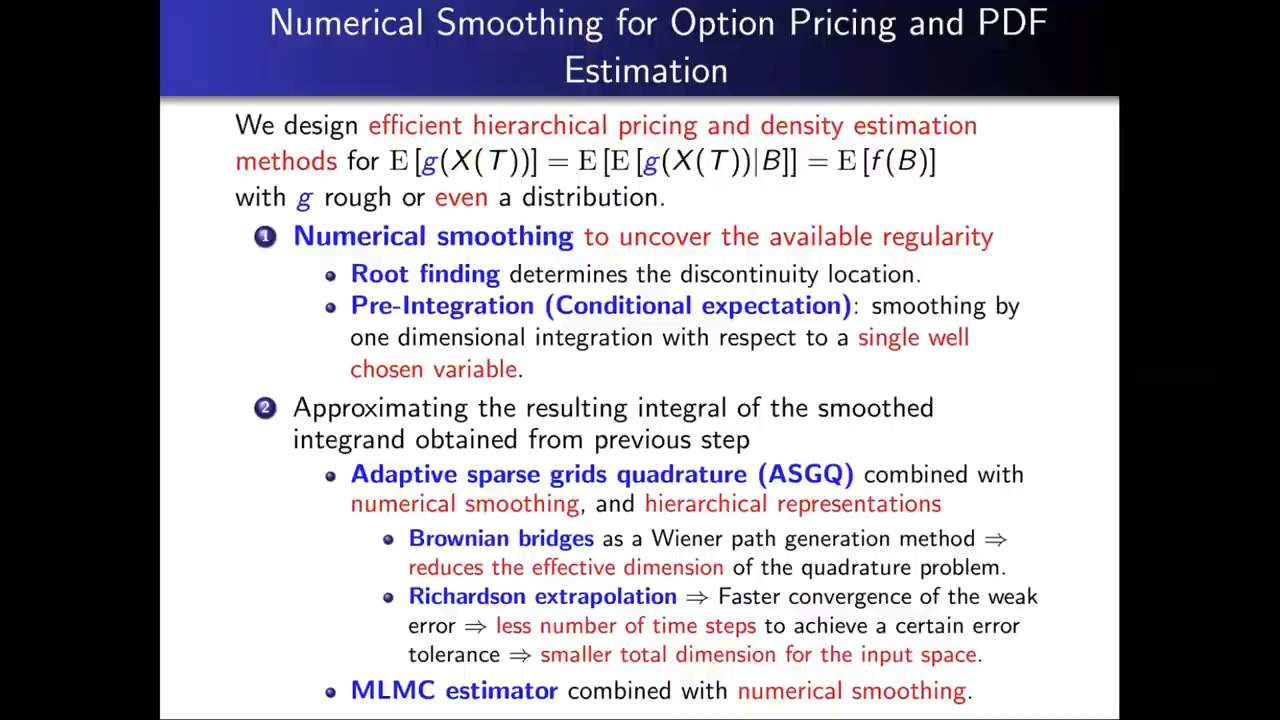 Numerical Smoothing for Option Pricing and PDF
Estimation
We design efficient hierarchical pricing and density estimation
methods for E [g(X(T))] = E [E [g(X(T))|B]] = E [f(B)]
with g rough or even a distribution.
1 Numerical smoothing to uncover the available regularity
• Root finding determines the discontinuity location.
• Pre-Integration (Conditional expectation): smoothing by
one dimensional integration with respect to a single well
chosen variable.
2 Approximating the resulting integral of the smoothed
integrand obtained from previous step
• Adaptive sparse grids quadrature (ASGQ) combined with
numerical smoothing, and hierarchical representations
• Brownian bridges as a Wiener path generation method ⇒
reduces the effective dimension of the quadrature problem.
• Richardson extrapolation ⇒ Faster convergence of the weak
error ⇒ less number of time steps to achieve a certain error
tolerance ⇒ smaller total dimension for the input space.
• MLMC estimator combined with numerical smoothing.